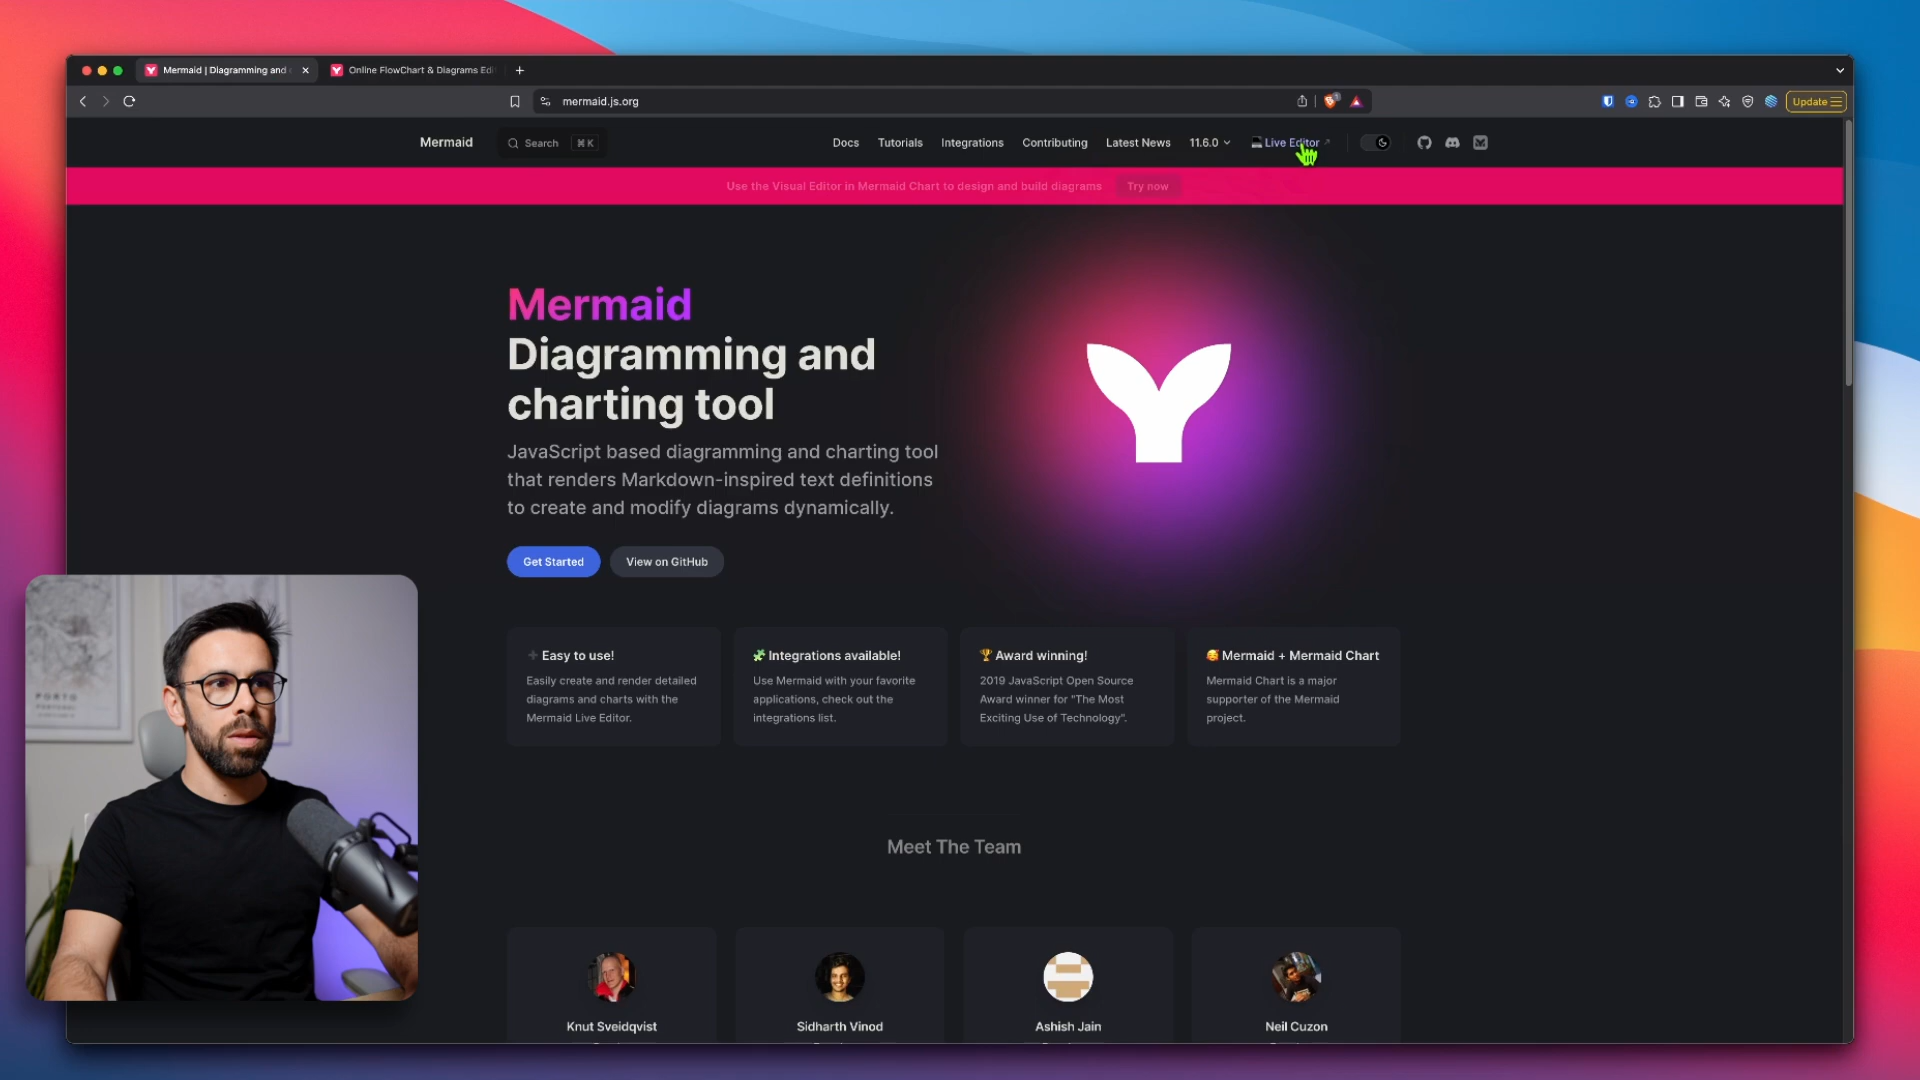 Mermaid | Diagramming and
Online FlowChart & Diagrams Edi
mermaid.js.org
Update
Mermaid
Search
⌘ K
Docs
Tutorials
Integrations
Contributing
Latest News
11.6.0
Live Editor
Use the Visual Editor in Mermaid Chart to design and build diagrams
Try now
Mermaid
Diagramming and
charting tool
JavaScript based diagramming and charting tool
that renders Markdown-inspired text definitions
to create and modify diagrams dynamically.
Get Started
View on GitHub
Easy to use!
Easily create and render detailed
diagrams and charts with the
Mermaid Live Editor.
Integrations available!
Use Mermaid with your favorite
applications, check out the
integrations list.
Award winning!
2019 JavaScript Open Source
Award winner for "The Most
Exciting Use of Technology".
Mermaid + Mermaid Chart
Mermaid Chart is a major
supporter of the Mermaid
project.
PORTO
Meet The Team
Knut Sveidqvist
Sidharth Vinod
Ashish Jain
Neil Cuzon